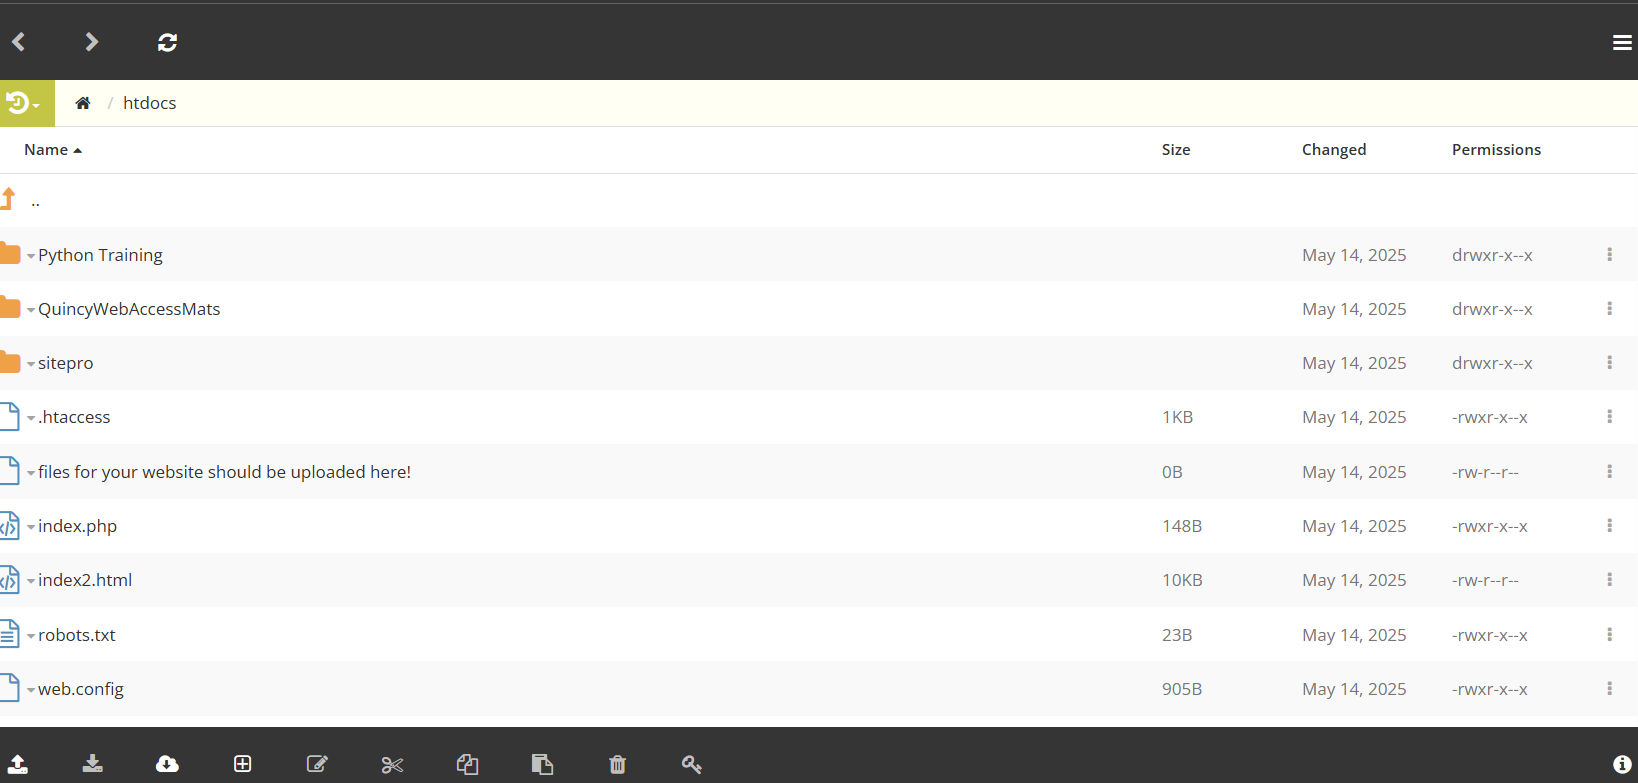 / htdocs
Name Size Changed Permissions
..
Python Training May 14, 2025 drwxr-x--x
QuincyWebAccessMats May 14, 2025 drwxr-x--x
sitepro May 14, 2025 drwxr-x--x
.htaccess 1KB May 14, 2025 -rwxr-x--x
files for your website should be uploaded here! 0B May 14, 2025 -rw-r--r--
index.php 148B May 14, 2025 -rwxr-x--x
index2.html 10KB May 14, 2025 -rw-r--r--
robots.txt 23B May 14, 2025 -rwxr-x--x
web.config 905B May 14, 2025 -rwxr-x--x